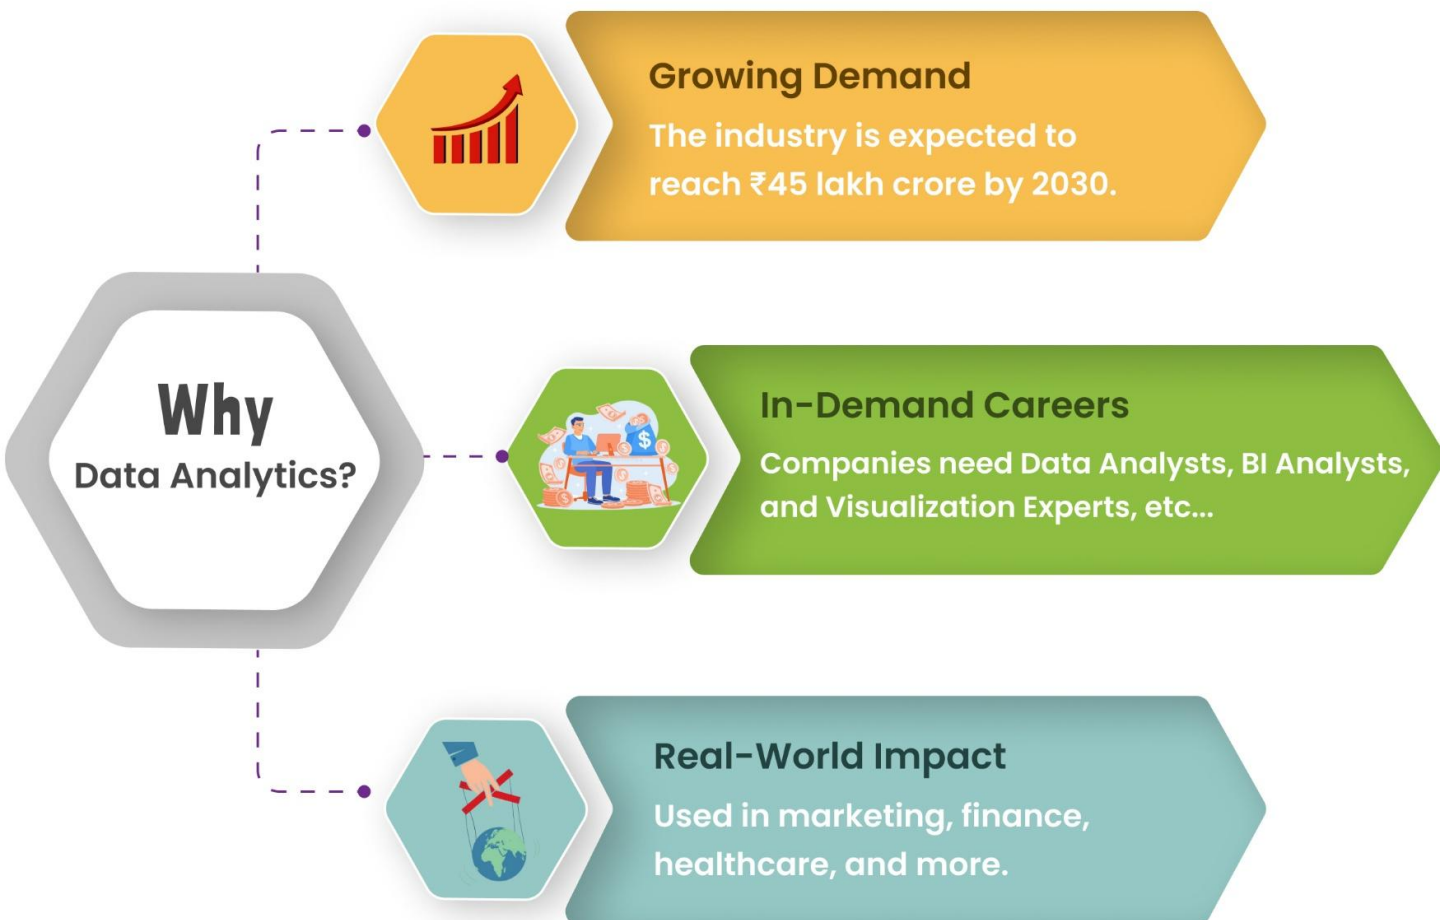 Why
Data Analytics?
Growing Demand
The industry is expected to
reach ₹45 lakh crore by 2030.
In-Demand Careers
Companies need Data Analysts, BI Analysts,
and Visualization Experts, etc...
Real-World Impact
Used in marketing, finance,
healthcare, and more.